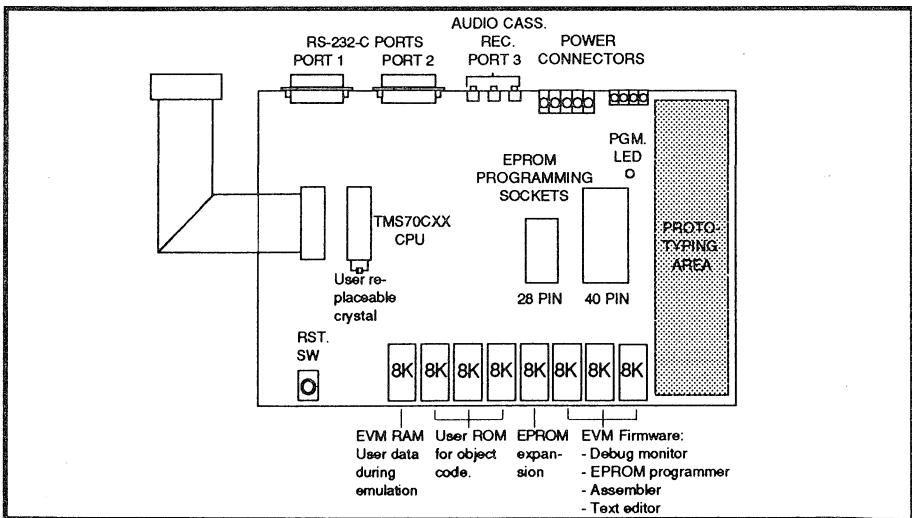 AUDIO CASS.
REC.
PORT 3
RS-232-C PORTS
PORT 1
PORT 2
POWER
CONNECTORS
PGM.
LED
EPROM
PROGRAMMING
SOCKETS
TMS70CXX
CPU
PROTO-
TYPING
AREA
User re-
placeable
crystal
28 PIN
40 PIN
RST.
SW
8K 8K 8K 8K 8K 8K 8K 8K
EVM RAM
User data
during
emulation
User ROM
for object
code.
EPROM
expan-
sion
EVM Firmware:
- Debug monitor
- EPROM programmer
- Assembler
- Text editor